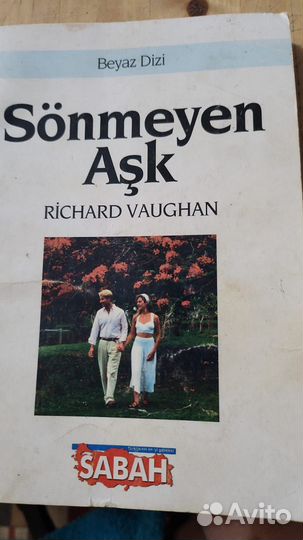 Beyaz Dizi
Sönmeyen
Aşk
RİCHARD VAUGHAN
SABAH
Avito